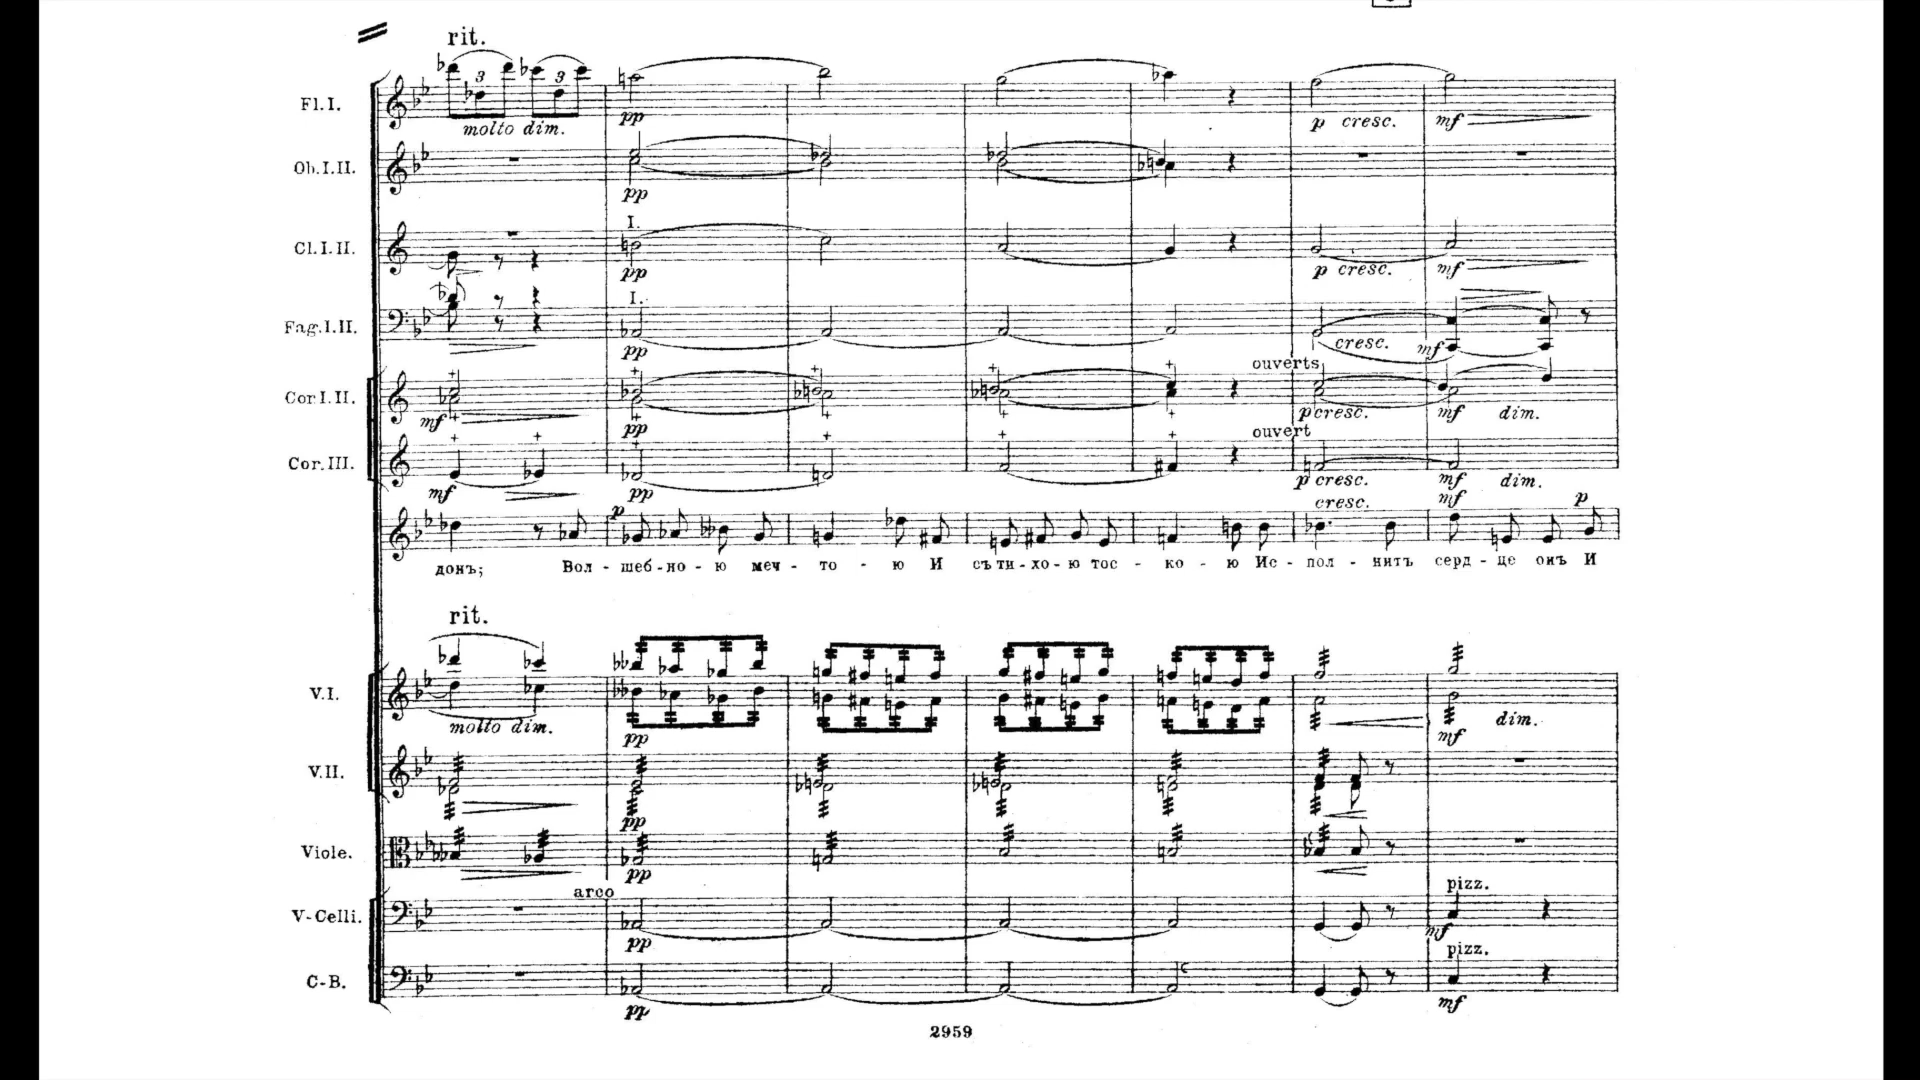 rit.
Fl. I.
3 3
molto dim.
pp
p cresc.
mf
Ob. I. II.
pp
Cl. I. II.
I.
pp
p cresc.
mf
Fag. I. II.
I.
pp
cresc.
mf
Cor. I. II.
mf
pp
ouverts
p cresc.
mf dim.
Cor. III.
mf
pp
ouvert
p cresc.
mf dim.
p
cresc.
mf
p
донъ; Вол - шеб - но - ю меч - то - ю И съ ти - хо - ю тос - ко - ю Ис - пол - нитъ серд - це онъ И
rit.
V. I.
molto dim.
pp
mf
dim.
V. II.
pp
Viole.
pp
V-Celli.
arco
pp
pizz.
mf
C-B.
pp
pizz.
mf
2959